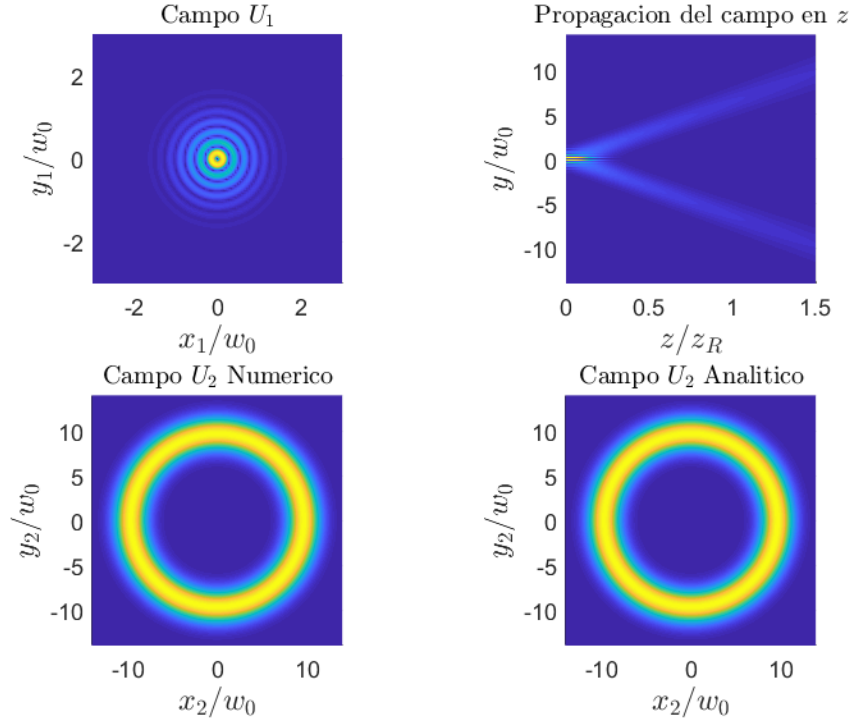 Campo U₁
2
0
-2
y₁/w₀
-2 0 2
x₁/w₀
Propagacion del campo en z
10
5
0
-5
-10
y/w₀
0 0.5 1 1.5
z/z_R
Campo U₂ Numerico
10
5
0
-5
-10
y₂/w₀
-10 0 10
x₂/w₀
Campo U₂ Analitico
10
5
0
-5
-10
y₂/w₀
-10 0 10
x₂/w₀